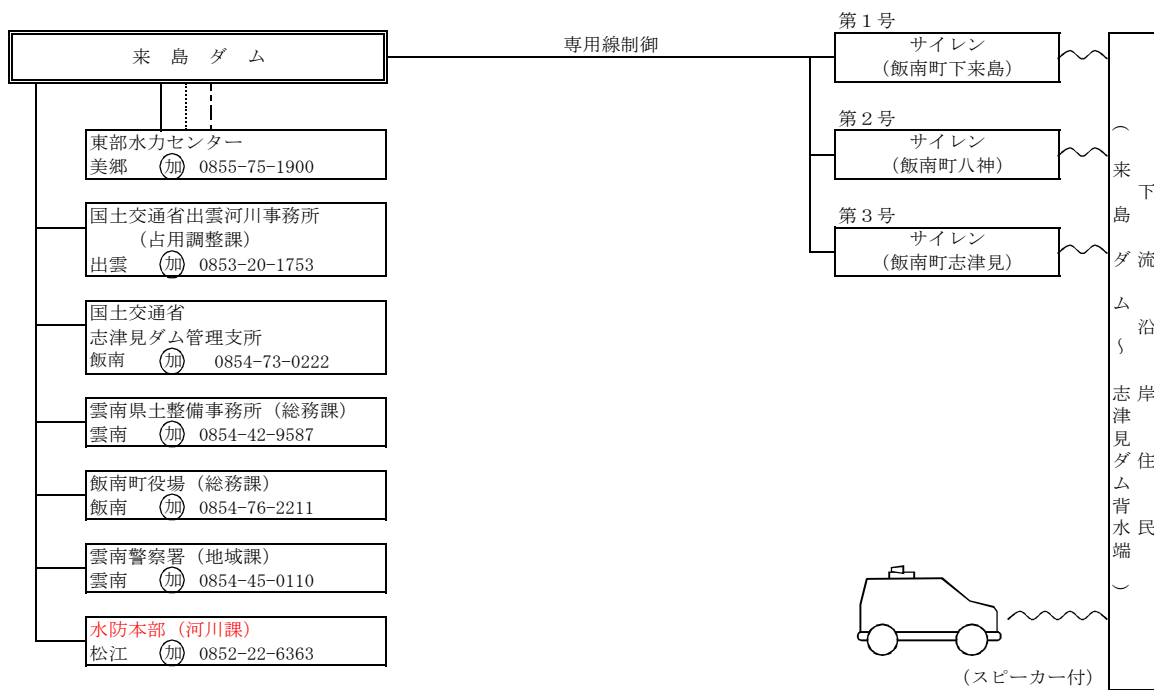 来 島 ダ ム
専用線制御
第１号
サイレン
（飯南町下来島）
第２号
サイレン
（飯南町八神）
第３号
サイレン
（飯南町志津見）
東部水力センター
美郷 加 0855-75-1900
国土交通省出雲河川事務所
（占用調整課）
出雲 加 0853-20-1753
国土交通省
志津見ダム管理支所
飯南 加 0854-73-0222
雲南県土整備事務所（総務課）
雲南 加 0854-42-9587
飯南町役場（総務課）
飯南 加 0854-76-2211
雲南警察署（地域課）
雲南 加 0854-45-0110
水防本部（河川課）
松江 加 0852-22-6363
下流沿岸住民
（来島ダム～志津見ダム背水端）
（スピーカー付）